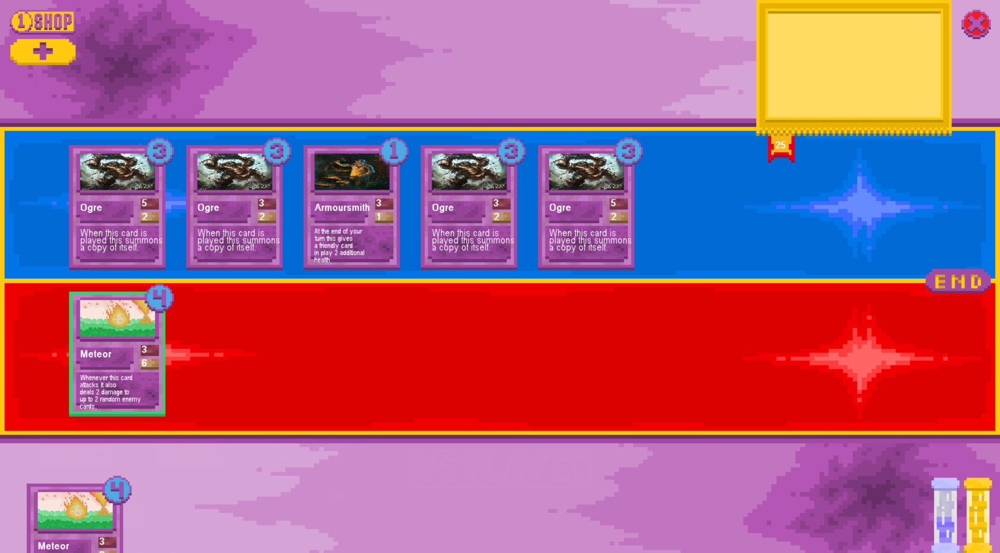 1 SHOP
+
25
3
Ogre
5
2
When this card is
played this summons
a copy of itself.
3
Ogre
3
2
When this card is
played this summons
a copy of itself.
1
Armoursmith
3
1
At the end of your
turn this gives
a friendly card
in play 2 additional
health
3
Ogre
3
2
When this card is
played this summons
a copy of itself.
3
Ogre
5
2
When this card is
played this summons
a copy of itself.
END
4
Meteor
3
6
Whenever this card
attacks it also
deals 2 damage to
up to 2 random enemy
cards.
4
Meteor
3